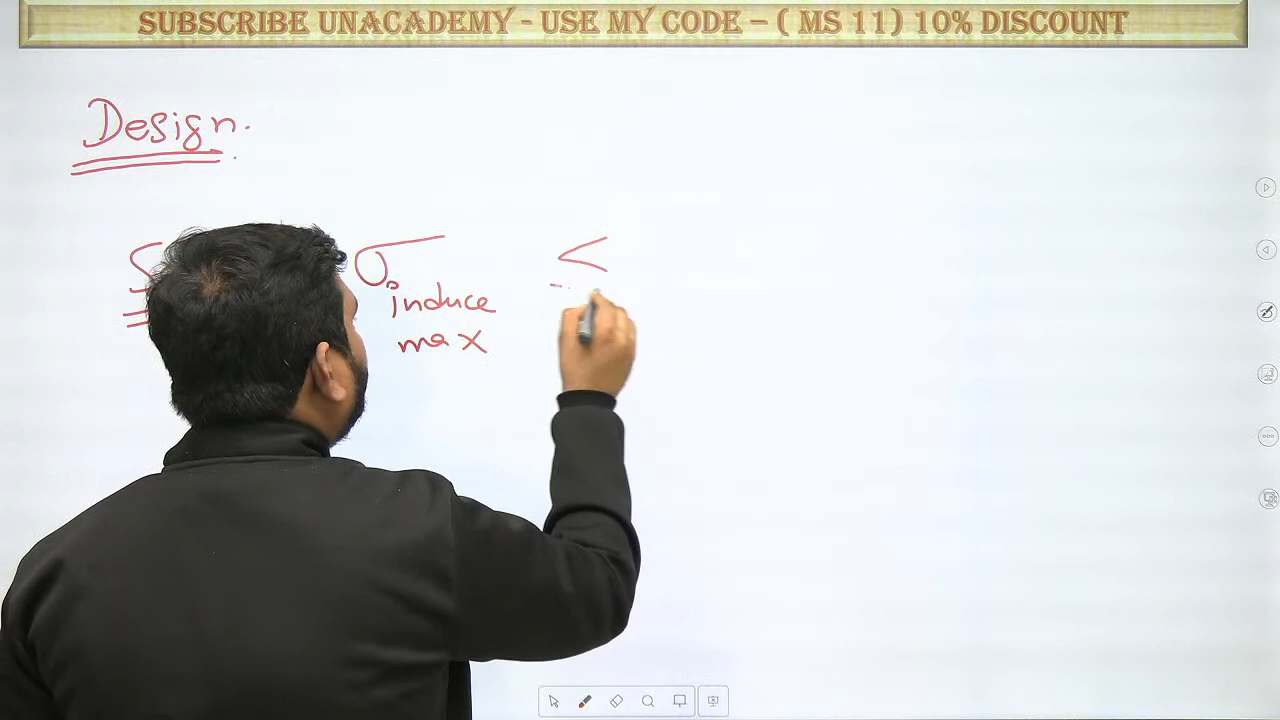 SUBSCRIBE UNACADEMY - USE MY CODE – ( MS 11) 10% DISCOUNT
Design.
σ induce <
max